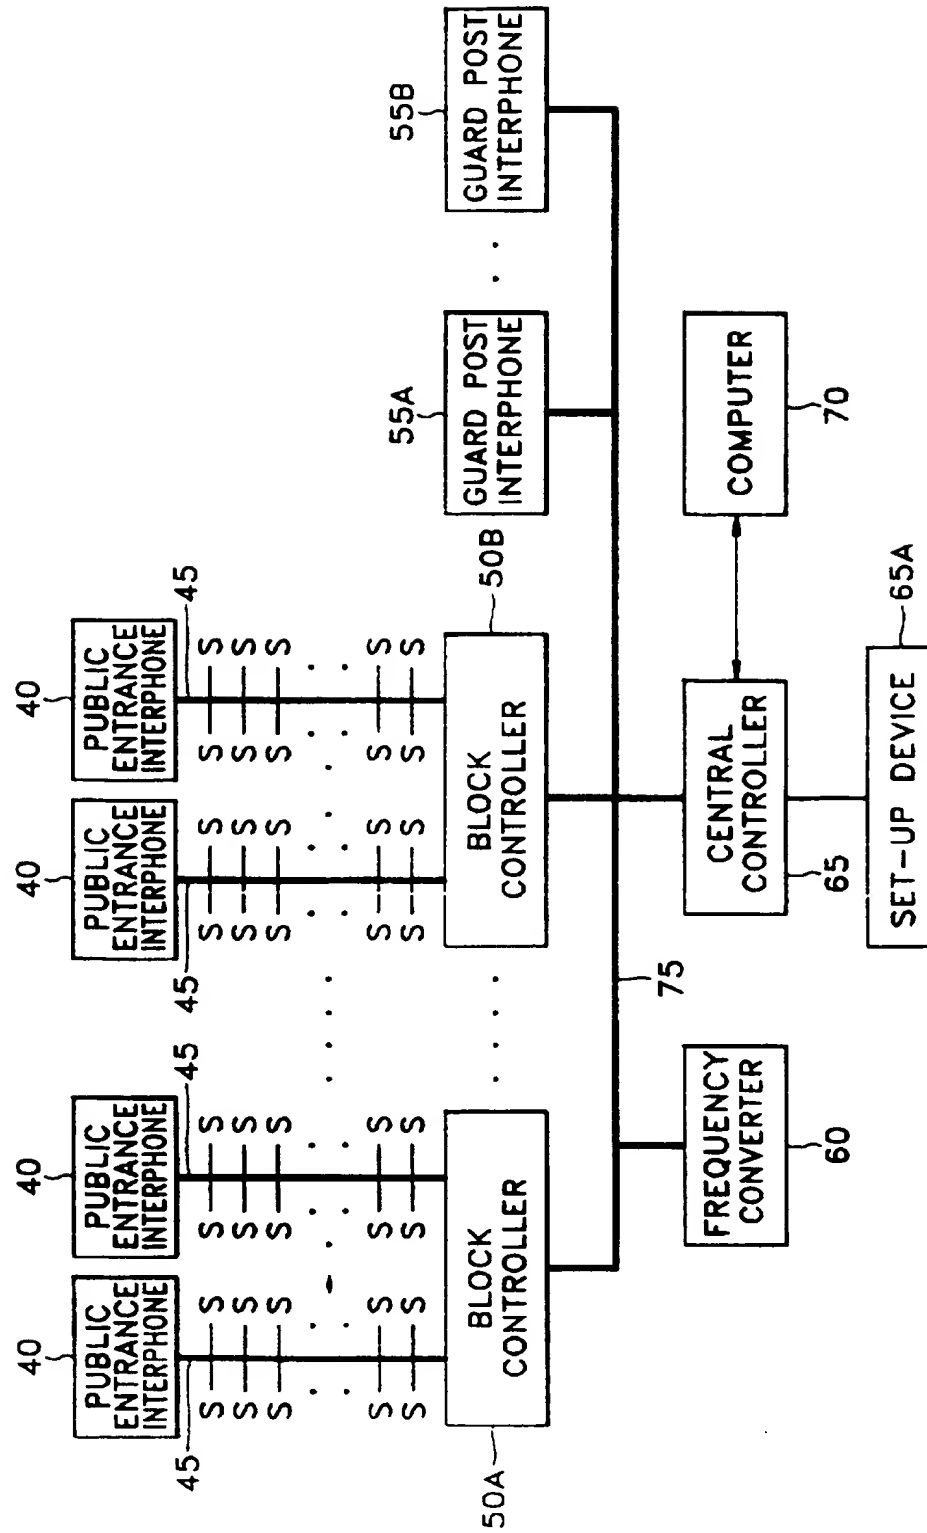 40
40
40
40
PUBLIC
ENTRANCE
INTERPHONE
PUBLIC
ENTRANCE
INTERPHONE
PUBLIC
ENTRANCE
INTERPHONE
PUBLIC
ENTRANCE
INTERPHONE
45
45
45
45
S S S S S S S S
S S S S S S S S
S S S S S S S S
S S S S S S S S
S S S S S S S S
50A
BLOCK
CONTROLLER
BLOCK
CONTROLLER
50B
55A
GUARD POST
INTERPHONE
55B
GUARD POST
INTERPHONE
75
FREQUENCY
CONVERTER
60
CENTRAL
CONTROLLER
65
COMPUTER
70
SET-UP DEVICE
65A